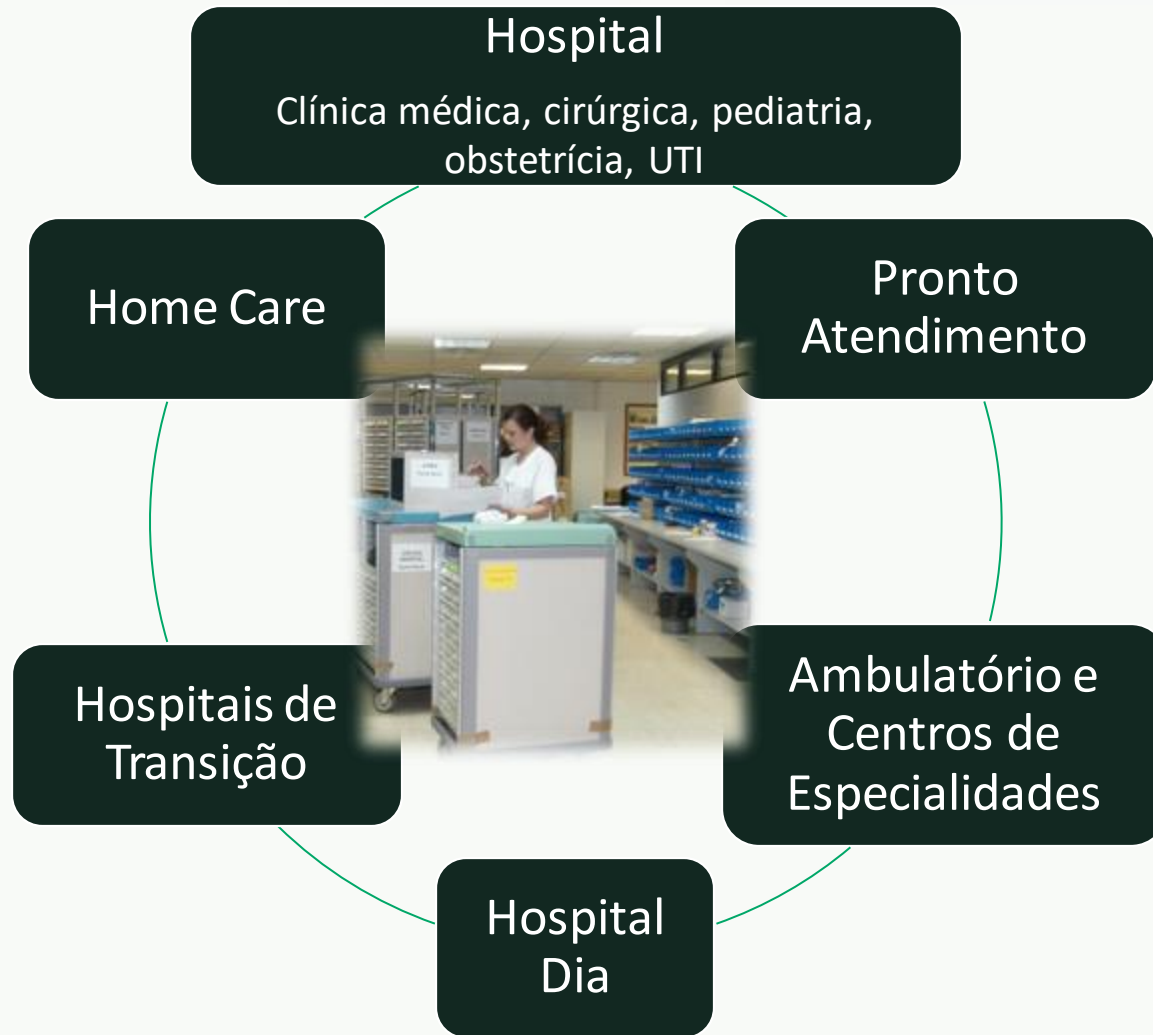 Hospital
Clínica médica, cirúrgica, pediatria,
obstetrícia, UTI
Pronto
Atendimento
Ambulatório e
Centros de
Especialidades
Hospital
Dia
Hospitais de
Transição
Home Care